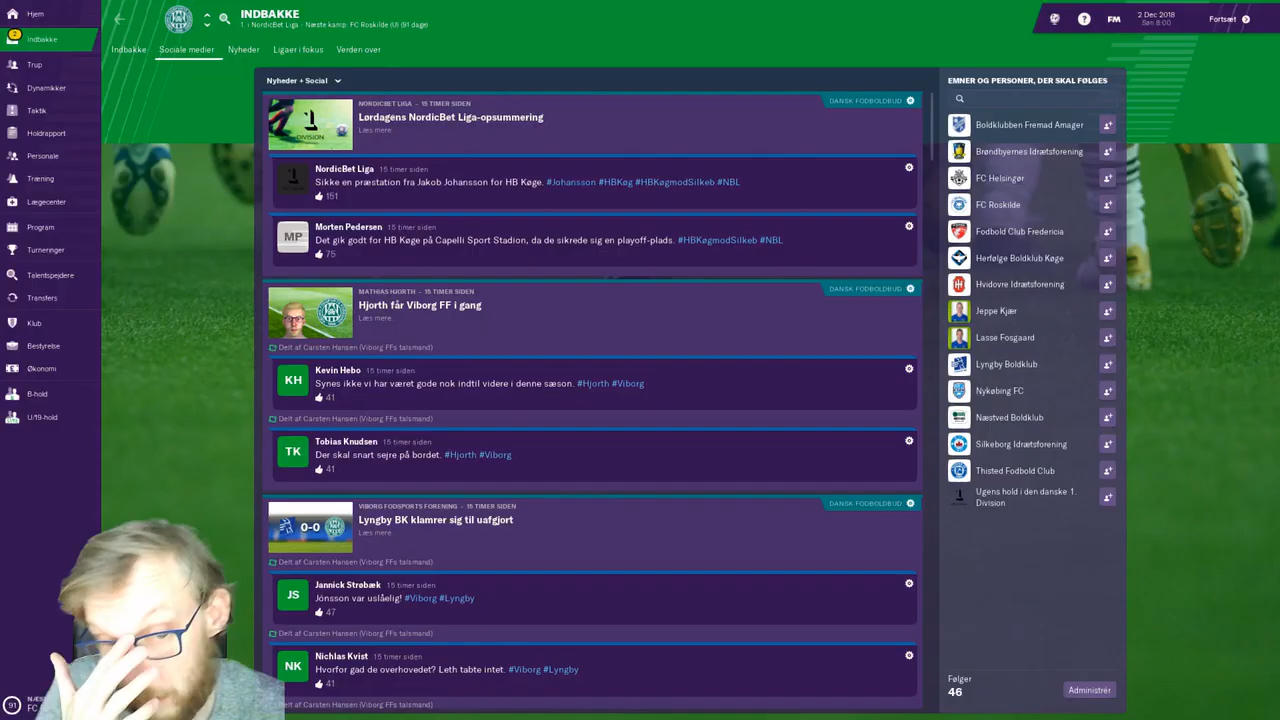 Hjem
2
Indbakke
Trup
Dynamikker
Taktik
Holdrapport
Personale
Træning
Lægecenter
Program
Turneringer
Talentspejdere
Transfers
Klub
Bestyrelse
Økonomi
B-hold
U/19-hold
91
NÆS
FC
INDBAKKE
1. i NordicBet Liga - Næste kamp: FC Roskilde (U) (91 dage)
? FM
2 Dec 2018
Søn 8:00
Fortsæt
Indbakke Sociale medier Nyheder Ligaer i fokus Verden over
Nyheder + Social
NORDICBET LIGA - 15 TIMER SIDEN
DANSK FODBOLDBUD
1
DIVISION
Lørdagens NordicBet Liga-opsummering
Læs mere
NordicBet Liga 15 timer siden
Sikke en præstation fra Jakob Johansson for HB Køge. #Johansson #HBKøg #HBKøgmodSilkeb #NBL
151
MP
Morten Pedersen 15 timer siden
Det gik godt for HB Køge på Capelli Sport Stadion, da de sikrede sig en playoff-plads. #HBKøgmodSilkeb #NBL
75
MATHIAS HJORTH - 15 TIMER SIDEN
DANSK FODBOLDBUD
Hjorth får Viborg FF i gang
Læs mere
Delt af Carsten Hansen (Viborg FFs talsmand)
KH
Kevin Hebo 15 timer siden
Synes ikke vi har været gode nok indtil videre i denne sæson. #Hjorth #Viborg
41
Delt af Carsten Hansen (Viborg FFs talsmand)
TK
Tobias Knudsen 15 timer siden
Der skal snart sejre på bordet. #Hjorth #Viborg
41
VIBORG FODSPORTS FORENING - 15 TIMER SIDEN
DANSK FODBOLDBUD
0-0
Lyngby BK klamrer sig til uafgjort
Læs mere
Delt af Carsten Hansen (Viborg FFs talsmand)
JS
Jannick Strøbæk 15 timer siden
Jónsson var uslåelig! #Viborg #Lyngby
47
Delt af Carsten Hansen (Viborg FFs talsmand)
NK
Nichlas Kvist 15 timer siden
Hvorfor gad de overhovedet? Leth tabte intet. #Viborg #Lyngby
41
Delt af Carsten Hansen (Viborg FFs talsmand)
EMNER OG PERSONER, DER SKAL FØLGES
Boldklubben Fremad Amager
Brøndbyernes Idrætsforening
FC Helsingør
FC Roskilde
Fodbold Club Fredericia
Herfølge Boldklub Køge
Hvidovre Idrætsforening
Jeppe Kjær
Lasse Fosgaard
Lyngby Boldklub
Nykøbing FC
Næstved Boldklub
Silkeborg Idrætsforening
Thisted Fodbold Club
Ugens hold i den danske 1.
Division
Følger
46
Administrér